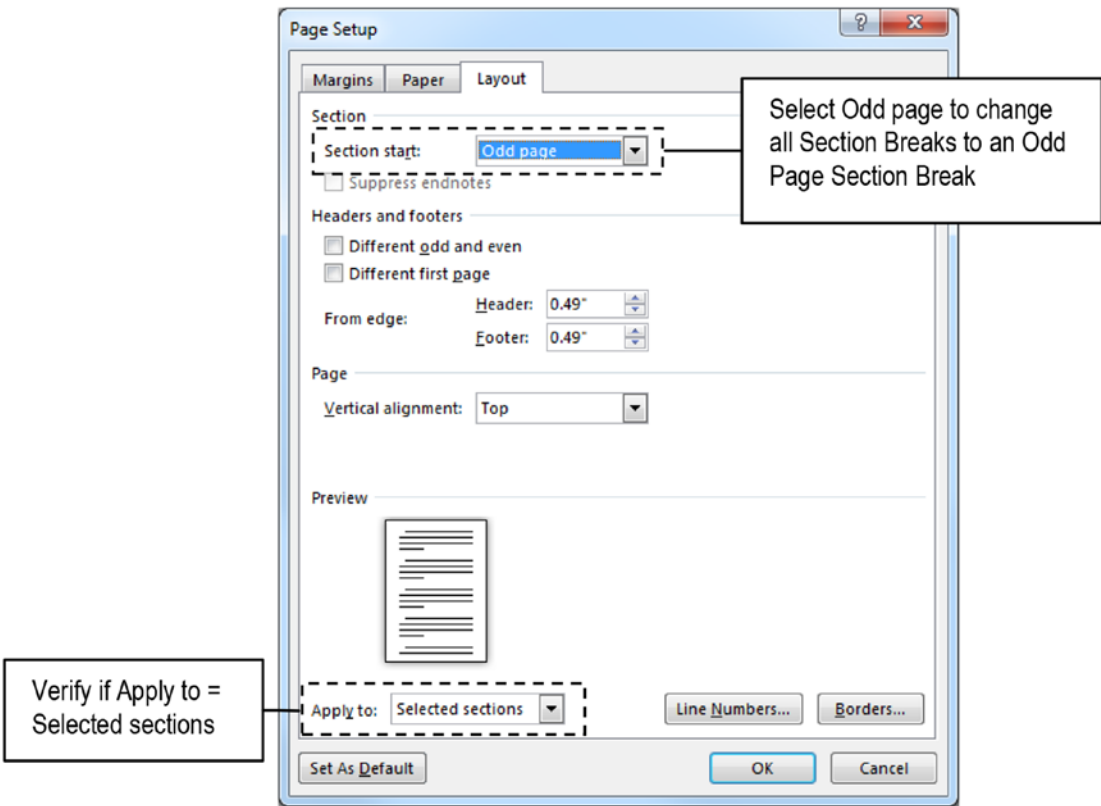 Page Setup
?
X
Margins
Paper
Layout
Section
Section start:
Odd page
Select Odd page to change
all Section Breaks to an Odd
Page Section Break
Suppress endnotes
Headers and footers
Different odd and even
Different first page
From edge:
Header: 0.49"
Footer: 0.49"
Page
Vertical alignment: Top
Preview
Verify if Apply to =
Selected sections
Apply to: Selected sections
Line Numbers...
Borders...
Set As Default
OK
Cancel